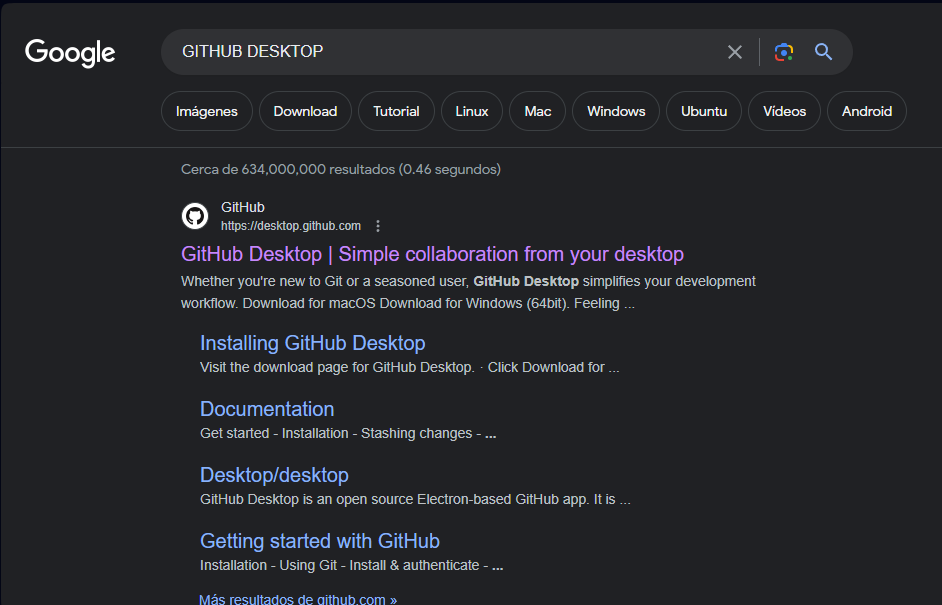 Google
GITHUB DESKTOP
Imágenes
Download
Tutorial
Linux
Mac
Windows
Ubuntu
Vídeos
Android
Cerca de 634,000,000 resultados (0.46 segundos)
GitHub
https://desktop.github.com
GitHub Desktop | Simple collaboration from your desktop
Whether you're new to Git or a seasoned user, GitHub Desktop simplifies your development
workflow. Download for macOS Download for Windows (64bit). Feeling ...
Installing GitHub Desktop
Visit the download page for GitHub Desktop. · Click Download for ...
Documentation
Get started - Installation - Stashing changes - ...
Desktop/desktop
GitHub Desktop is an open source Electron-based GitHub app. It is ...
Getting started with GitHub
Installation - Using Git - Install & authenticate - ...
Más resultados de github.com »